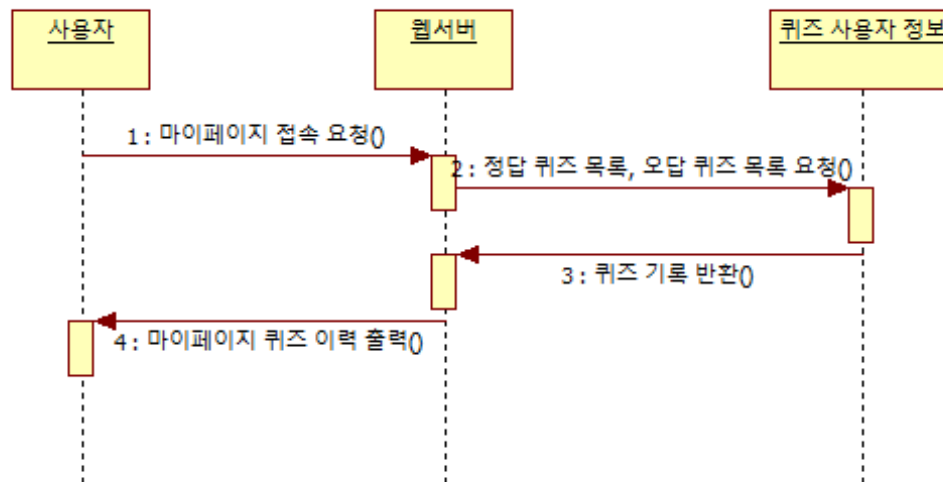 사용자
웹서버
퀴즈 사용자 정보
1 : 마이페이지 접속 요청()
2 : 정답 퀴즈 목록, 오답 퀴즈 목록 요청()
3 : 퀴즈 기록 반환()
4 : 마이페이지 퀴즈 이력 출력()